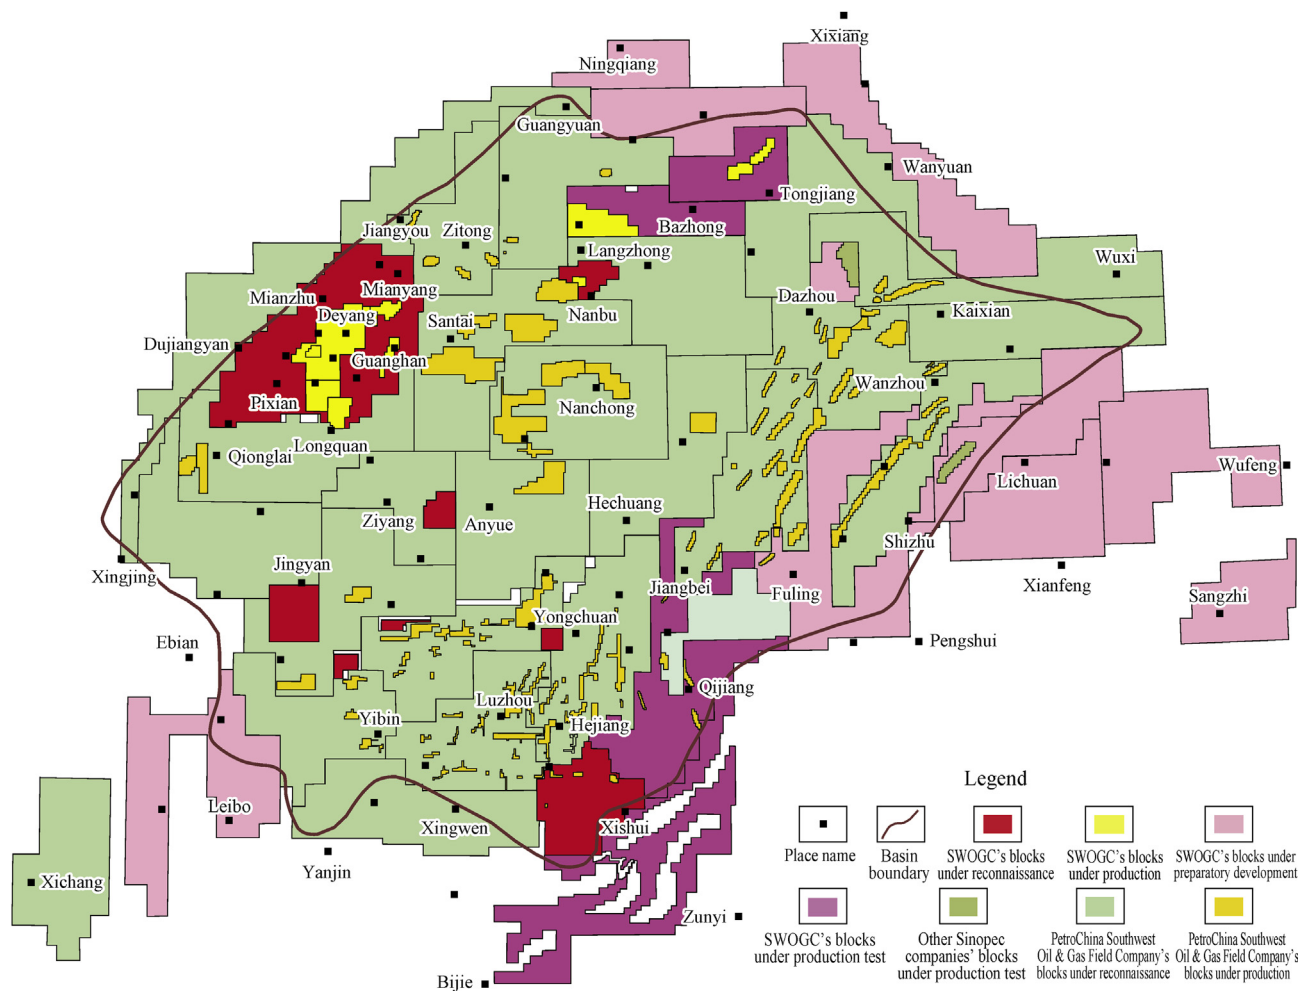 Xixiang
Ningqiang
Guangyuan
Wanyuan
Tongjiang
Jiangyou
Zitong
Bazhong
Langzhong
Wuxi
Mianyang
Mianzhu
Dazhou
Deyang
Santai
Nanbu
Kaixian
Dujiangyan
Guanghan
Wanzhou
Pixian
Nanchong
Longquan
Qionglai
Wufeng
Lichuan
Hechuang
Ziyang
Anyue
Shizhu
Jingyan
Xingjing
Jiangbei
Fuling
Xianfeng
Sangzhi
Yongchuan
Ebian
Pengshui
Qijiang
Luzhou
Yibin
Hejiang
Leibo
Xingwen
Xishui
Yanjin
Xichang
Zunyi
Bijie
Legend
Place name
Basin
boundary
SWOGC's blocks
under reconnaissance
SWOGC's blocks
under production
SWOGC's blocks under
preparatory development
SWOGC's blocks
under production test
Other Sinopec
companies' blocks
under production test
PetroChina Southwest
Oil & Gas Field Company's
blocks under reconnaissance
PetroChina Southwest
Oil & Gas Field Company's
blocks under production